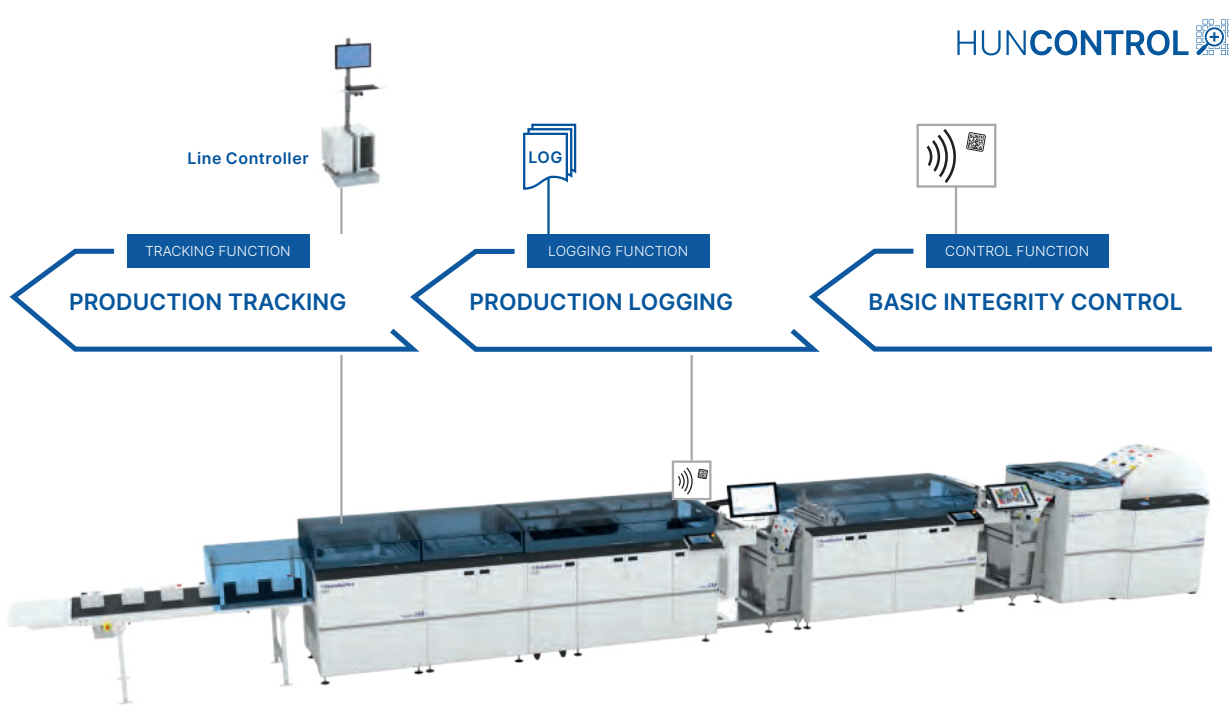 HUNCONTROL
Line Controller
LOG
TRACKING FUNCTION
LOGGING FUNCTION
CONTROL FUNCTION
PRODUCTION TRACKING
PRODUCTION LOGGING
BASIC INTEGRITY CONTROL